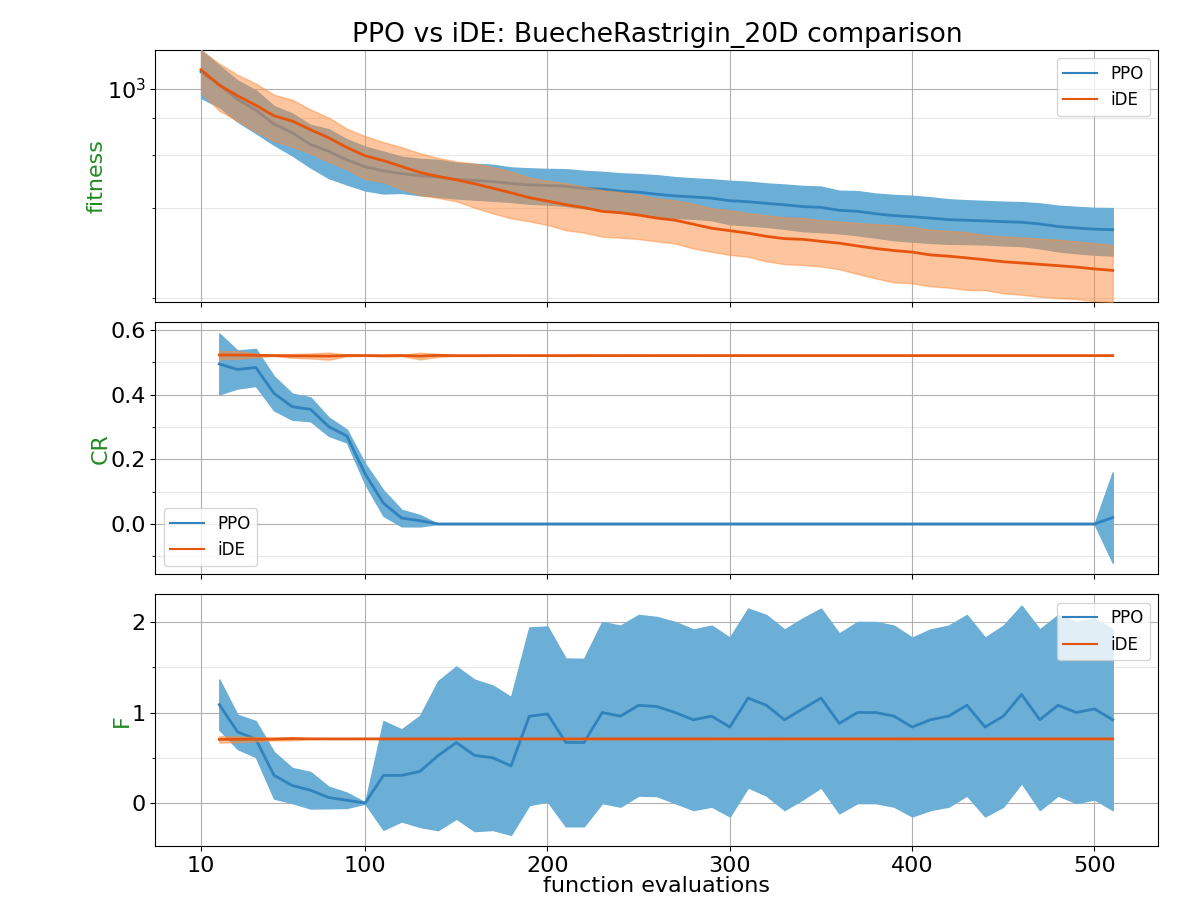 PPO vs iDE: BuecheRastrigin_20D comparison
10³
fitness
PPO
iDE
0.6
0.4
0.2
0.0
CR
PPO
iDE
2
1
0
F
PPO
iDE
10 100 200 300 400 500
function evaluations